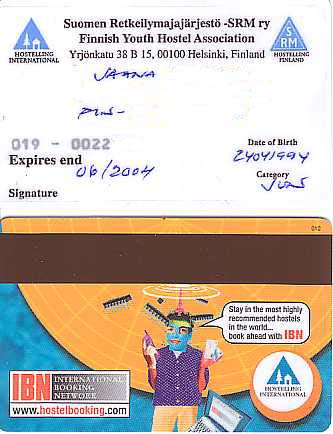 Suomen Retkeilymajajärjestö -SRM ry
Finnish Youth Hostel Association
Yrjönkatu 38 B 15, 00100 Helsinki, Finland
HOSTELLING
INTERNATIONAL
SRM
HOSTELLING
FINLAND
JAANA
019 - 0022
Expires end
06/2004
Date of Birth
24041994
Category
Signature
012
Stay in the most highly
recommended hostels
in the world...
book ahead with IBN
IBN INTERNATIONAL
BOOKING
NETWORK
www.hostelbooking.com
HOSTELLING
INTERNATIONAL